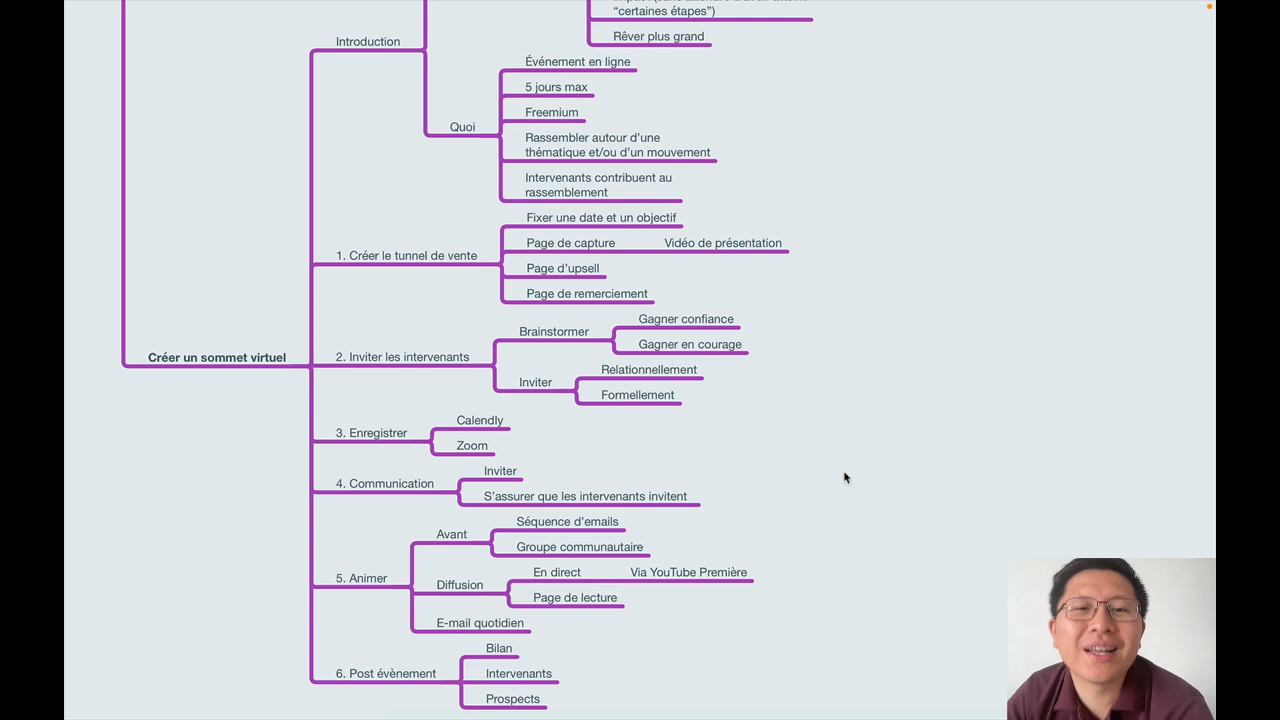 “certaines étapes”)
Rêver plus grand
Introduction
Événement en ligne
5 jours max
Freemium
Quoi
Rassembler autour d’une
thématique et/ou d’un mouvement
Intervenants contribuent au
rassemblement
Fixer une date et un objectif
Page de capture
Vidéo de présentation
1. Créer le tunnel de vente
Page d’upsell
Page de remerciement
Gagner confiance
Brainstormer
Gagner en courage
Créer un sommet virtuel
2. Inviter les intervenants
Relationnellement
Inviter
Formellement
Calendly
3. Enregistrer
Zoom
Inviter
4. Communication
S’assurer que les intervenants invitent
Séquence d’emails
Avant
Groupe communautaire
En direct
Via YouTube Première
5. Animer
Diffusion
Page de lecture
E-mail quotidien
Bilan
6. Post évènement
Intervenants
Prospects